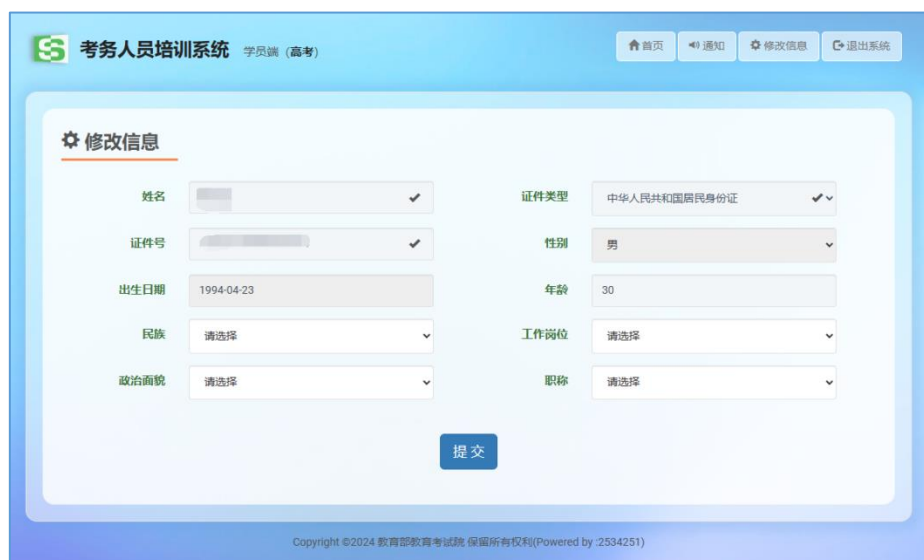 考务人员培训系统 学员端 (高考) 首页 通知 修改信息 退出系统
修改信息
姓名 证件类型 中华人民共和国居民身份证
证件号 性别 男
出生日期 1994-04-23 年龄 30
民族 请选择 工作岗位 请选择
政治面貌 请选择 职称 请选择
提交
Copyright ©2024 教育部教育考试院 保留所有权利(Powered by :2534251)